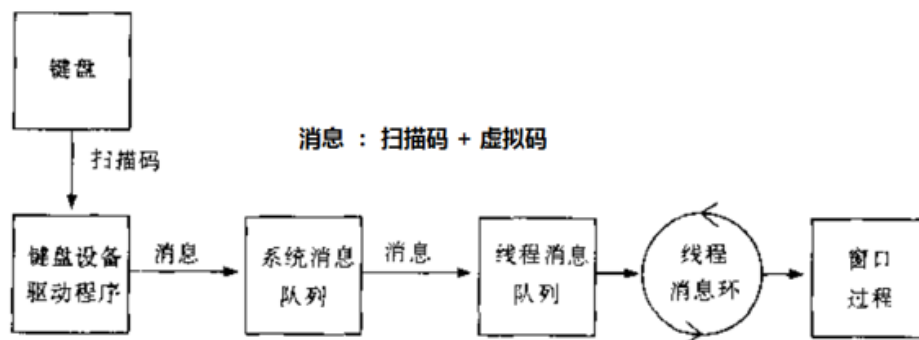 键盘
消息 : 扫描码 + 虚拟码
扫描码
键盘设备
驱动程序
消息
系统消息
队列
消息
线程消息
队列
线程
消息环
窗口
过程